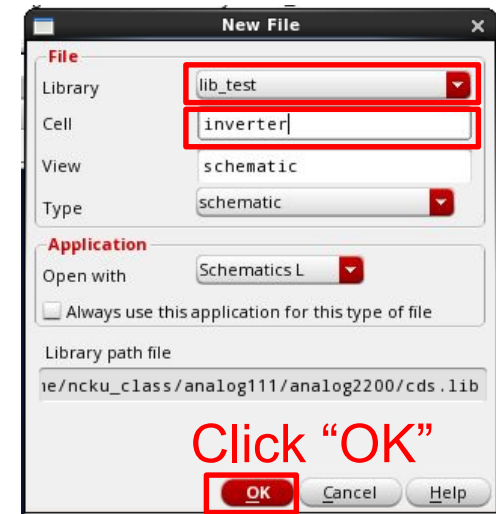 New File
File
Library lib_test
Cell inverter
View schematic
Type schematic
Application
Open with Schematics L
Always use this application for this type of file
Library path file
/ncku_class/analog111/analog2200/cds.lib
Click “OK”
OK Cancel Help